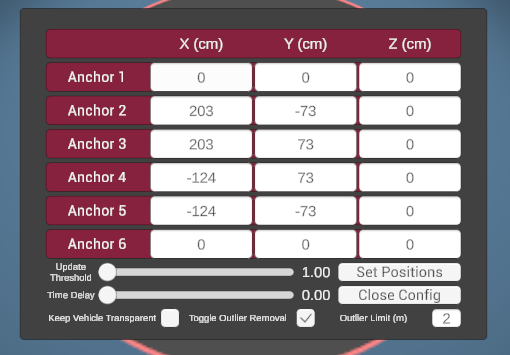 X (cm) Y (cm) Z (cm)
Anchor 1 0 0 0
Anchor 2 203 -73 0
Anchor 3 203 73 0
Anchor 4 -124 73 0
Anchor 5 -124 -73 0
Anchor 6 0 0 0
Update
Threshold 1.00 Set Positions
Time Delay 0.00 Close Config
Keep Vehicle Transparent Toggle Outlier Removal Outlier Limit (m) 2